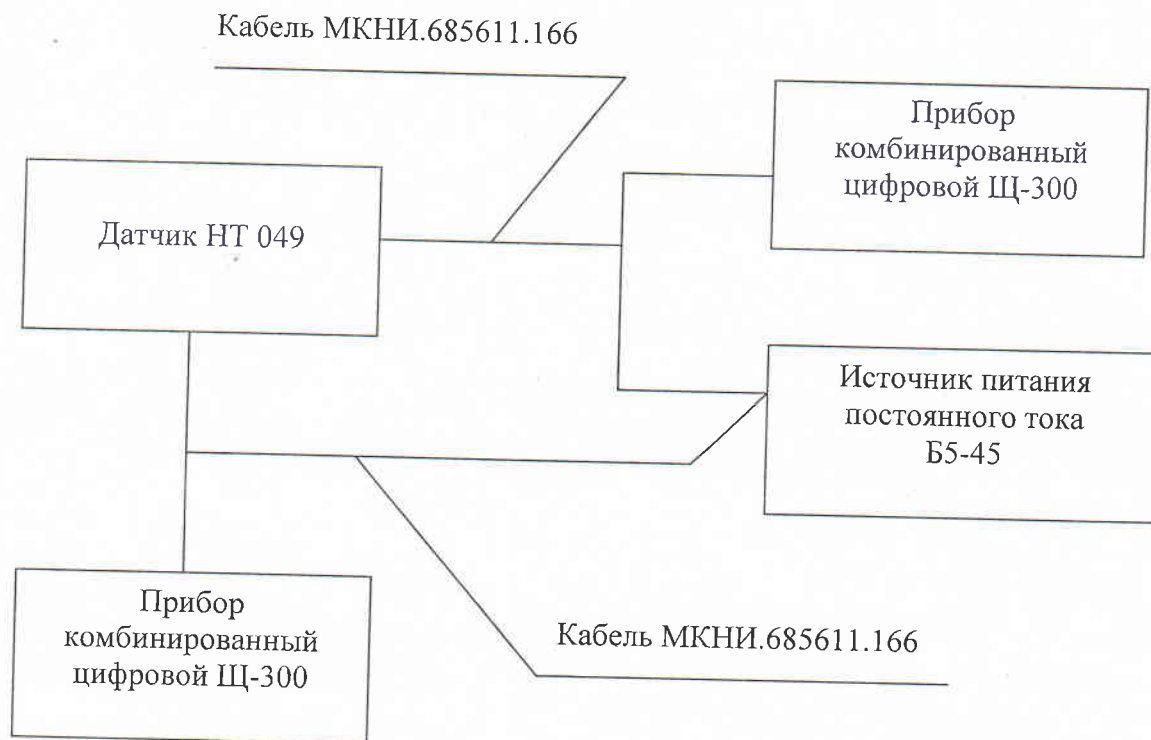 Кабель МКНИ.685611.166
Прибор
комбинированный
цифровой Щ-300
Датчик НТ 049
Источник питания
постоянного тока
Б5-45
Прибор
комбинированный
цифровой Щ-300
Кабель МКНИ.685611.166